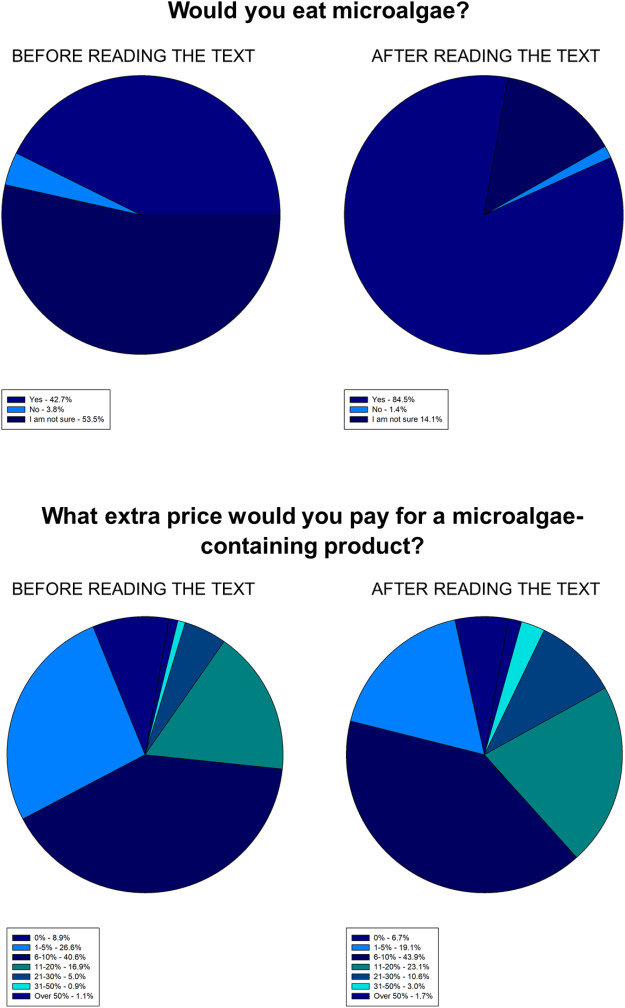 Would you eat microalgae?
BEFORE READING THE TEXT
AFTER READING THE TEXT
Yes - 42.7%
No - 3.8%
I am not sure - 53.5%
Yes - 84.5%
No - 1.4%
I am not sure 14.1%
What extra price would you pay for a microalgae-
containing product?
BEFORE READING THE TEXT
AFTER READING THE TEXT
0% - 8.9%
1-5% - 26.6%
6-10% - 40.6%
11-20% - 16.9%
21-30% - 5.0%
31-50% - 0.9%
Over 50% - 1.1%
0% - 6.7%
1-5% - 19.1%
6-10% - 43.9%
11-20% - 23.1%
21-30% - 10.6%
31-50% - 3.0%
Over 50% - 1.7%